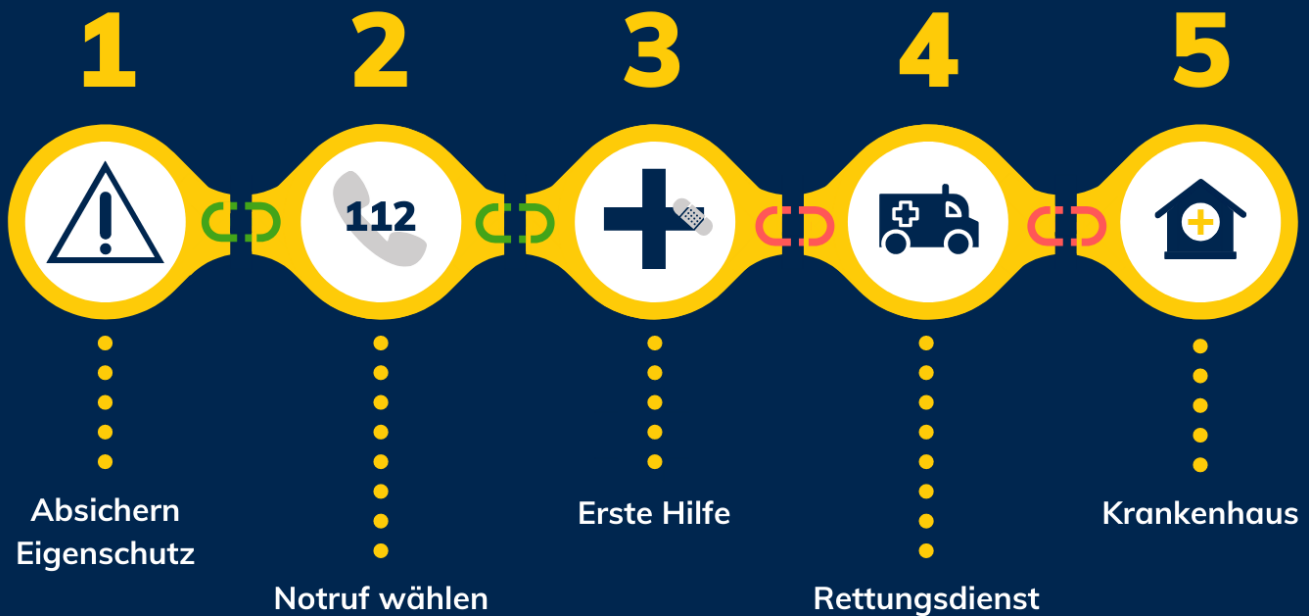 1
2
3
4
5
112
Absichern
Eigenschutz
Notruf wählen
Erste Hilfe
Rettungsdienst
Krankenhaus